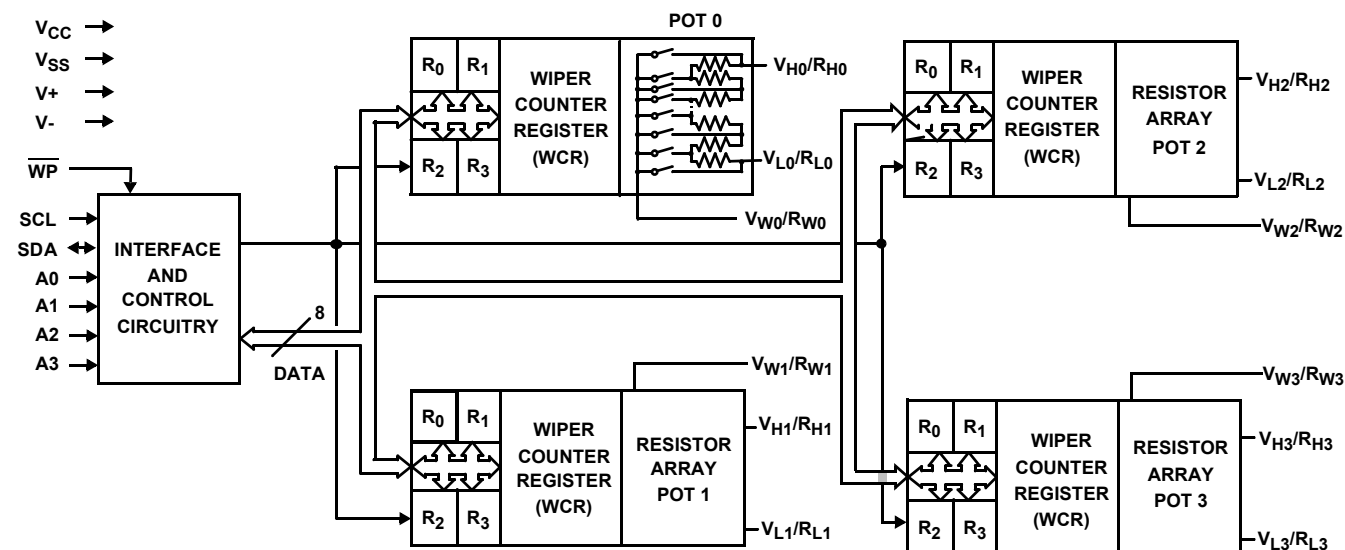 VCC
VSS
V+
V-
WP
SCL
SDA
A0
A1
A2
A3
INTERFACE
AND
CONTROL
CIRCUITRY
8
DATA
POT 0
R0 R1
R2 R3
WIPER
COUNTER
REGISTER
(WCR)
VH0/RH0
VL0/RL0
VW0/RW0
R0 R1
R2 R3
WIPER
COUNTER
REGISTER
(WCR)
RESISTOR
ARRAY
POT 2
VH2/RH2
VL2/RL2
VW2/RW2
R0 R1
R2 R3
WIPER
COUNTER
REGISTER
(WCR)
RESISTOR
ARRAY
POT 1
VW1/RW1
VH1/RH1
VL1/RL1
R0 R1
R2 R3
WIPER
COUNTER
REGISTER
(WCR)
RESISTOR
ARRAY
POT 3
VW3/RW3
VH3/RH3
VL3/RL3